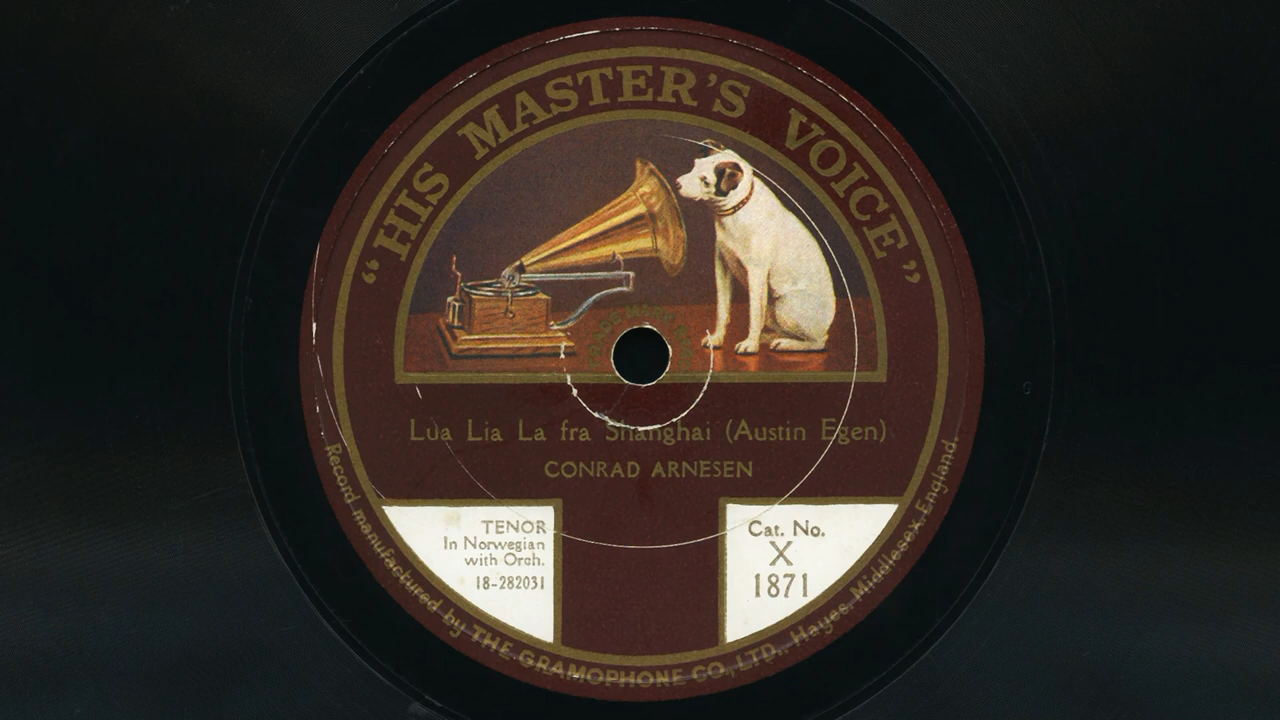 “HIS MASTER'S VOICE”
Lua Lia La fra Shanghai (Austin Egen)
CONRAD ARNESEN
TENOR
In Norwegian
with Orch.
18-282031
Cat. No.
X
1871
Record manufactured by THE GRAMOPHONE CO., LTD., Hayes, Middlesex, England.